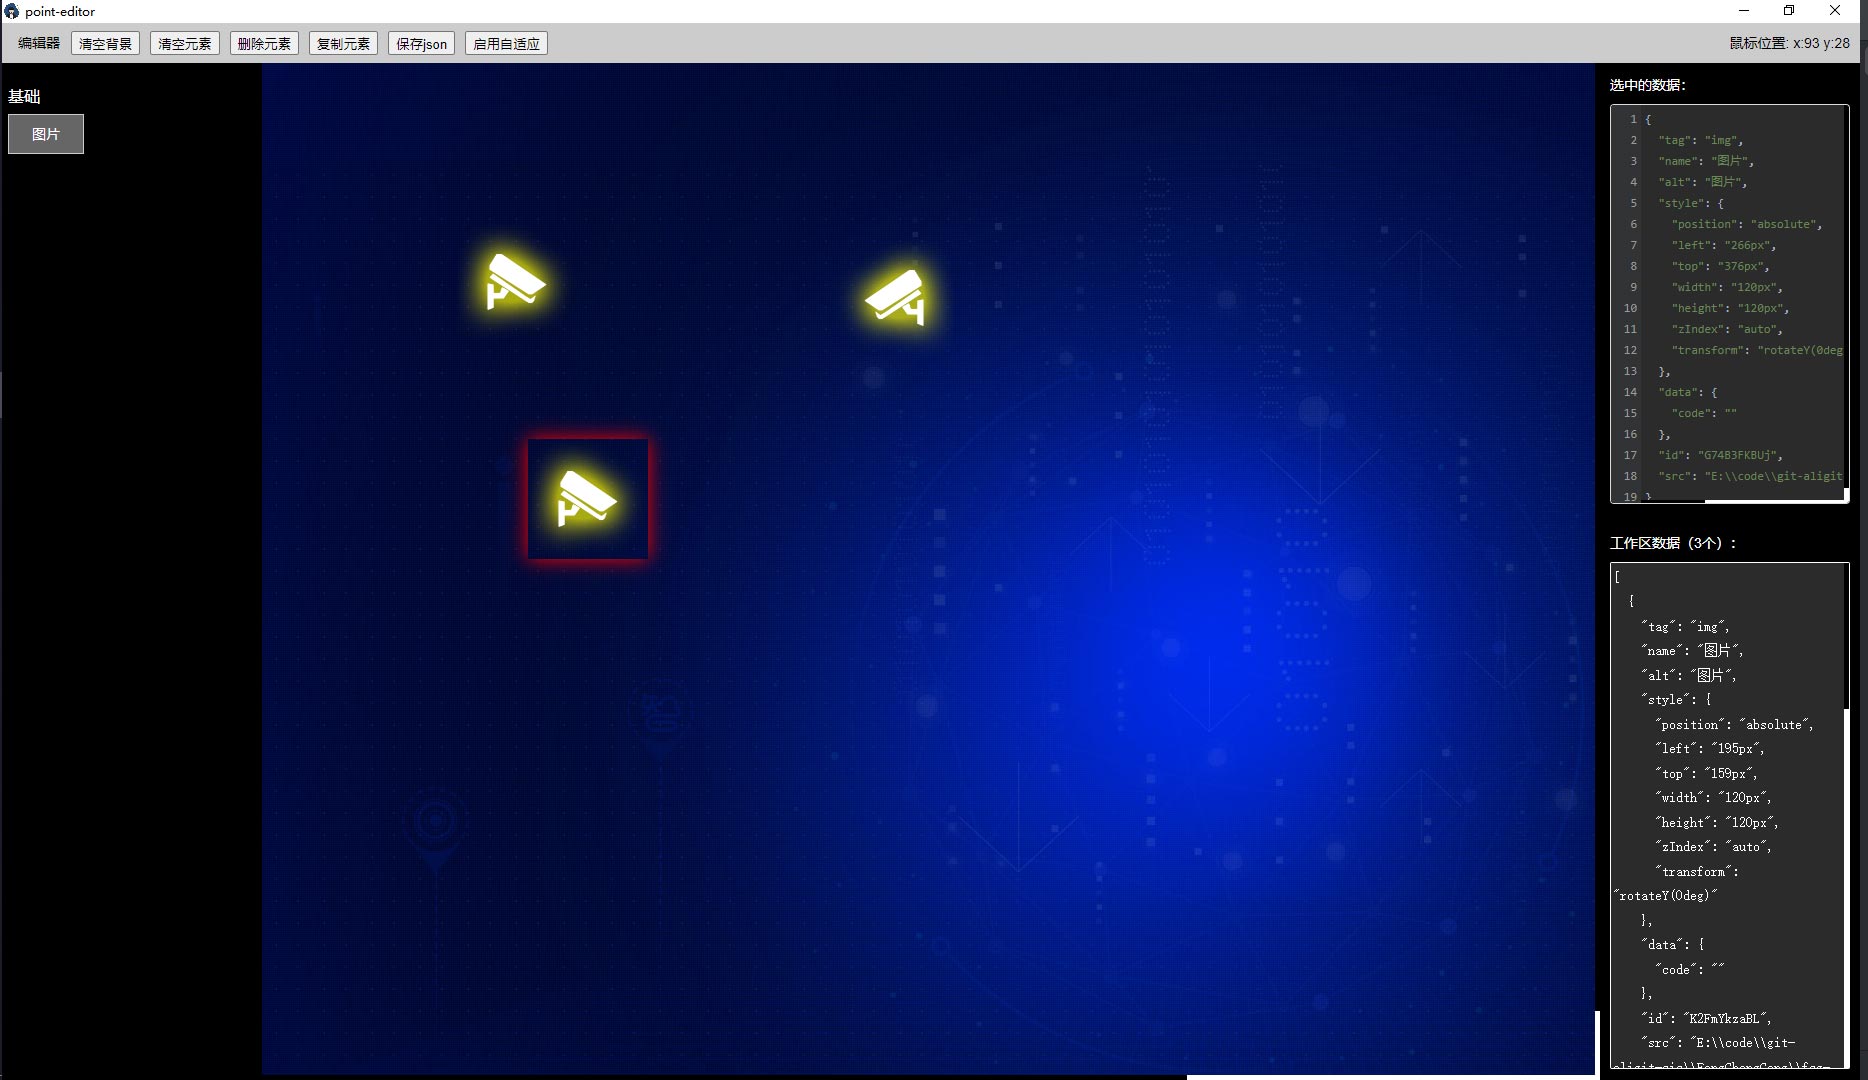 point-editor
编辑器 清空背景 清空元素 删除元素 复制元素 保存json 启用自适应 鼠标位置: x:93 y:28
基础
图片
选中的数据:
1 {
2 "tag": "img",
3 "name": "图片",
4 "alt": "图片",
5 "style": {
6 "position": "absolute",
7 "left": "266px",
8 "top": "376px",
9 "width": "120px",
10 "height": "120px",
11 "zIndex": "auto",
12 "transform": "rotateY(0deg
13 },
14 "data": {
15 "code": ""
16 },
17 "id": "G74B3FKBUj",
18 "src": "E:\\code\\git-aligit
19 }
工作区数据（3个）:
[
{
"tag": "img",
"name": "图片",
"alt": "图片",
"style": {
"position": "absolute",
"left": "195px",
"top": "159px",
"width": "120px",
"height": "120px",
"zIndex": "auto",
"transform":
"rotateY(0deg)"
},
"data": {
"code": ""
},
"id": "K2FmYkzaBL",
"src": "E:\\code\\git-